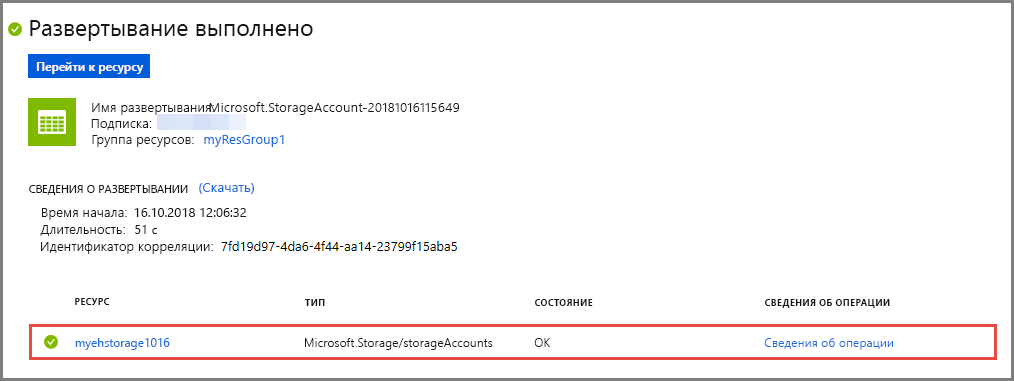 Развертывание выполнено
Перейти к ресурсу
Имя развертывания:Microsoft.StorageAccount-20181016115649
Подписка:
Группа ресурсов: myResGroup1
СВЕДЕНИЯ О РАЗВЕРТЫВАНИИ (Скачать)
Время начала: 16.10.2018 12:06:32
Длительность: 51 с
Идентификатор корреляции: 7fd19d97-4da6-4f44-aa14-23799f15aba5
РЕСУРС ТИП СОСТОЯНИЕ СВЕДЕНИЯ ОБ ОПЕРАЦИИ
myehstorage1016 Microsoft.Storage/storageAccounts ОК Сведения об операции